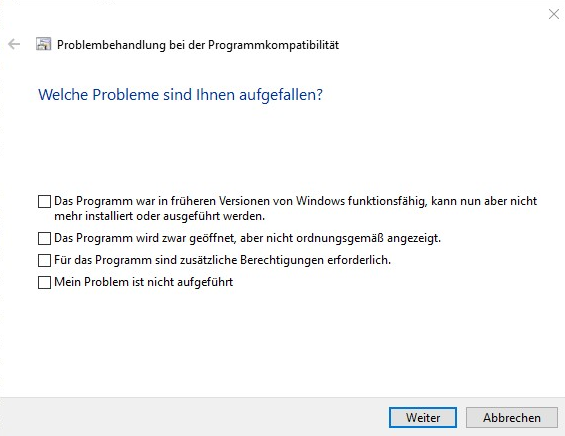 Problembehandlung bei der Programmkompatibilität
Welche Probleme sind Ihnen aufgefallen?
Das Programm war in früheren Versionen von Windows funktionsfähig, kann nun aber nicht
mehr installiert oder ausgeführt werden.
Das Programm wird zwar geöffnet, aber nicht ordnungsgemäß angezeigt.
Für das Programm sind zusätzliche Berechtigungen erforderlich.
Mein Problem ist nicht aufgeführt
Weiter
Abbrechen